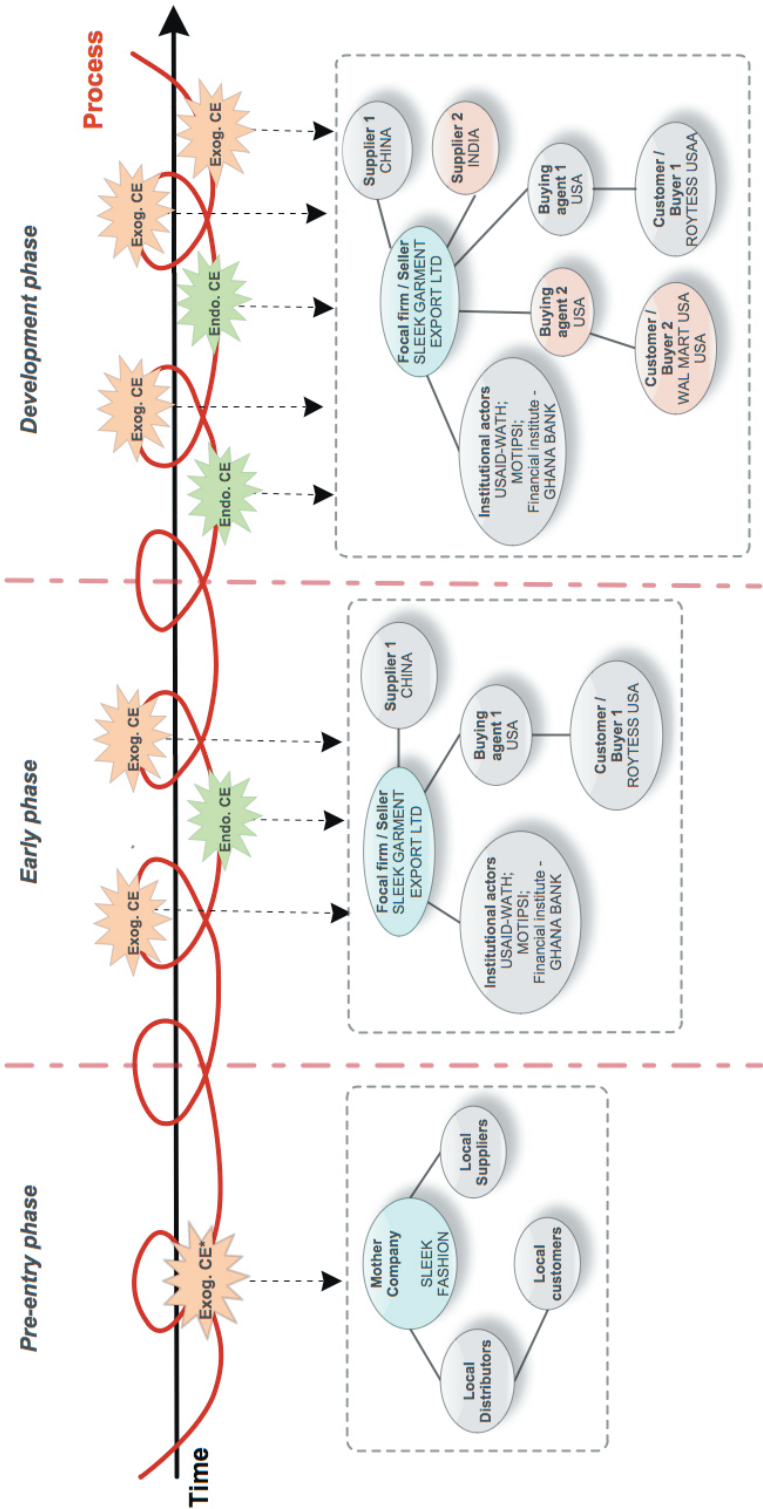 Pre-entry phase
Early phase
Development phase
Process
Time
Exog. CE*
Exog. CE
Endo. CE
Exog. CE
Endo. CE
Exog. CE
Endo. CE
Exog. CE
Exog. CE
Mother
Company
SLEEK
FASHION
Local
Suppliers
Local
Distributors
Local
customers
Focal firm / Seller
SLEEK GARMENT
EXPORT LTD
Supplier 1
CHINA
Institutional actors
USAID-WATH;
MOTIPSI;
Financial institute -
GHANA BANK
Buying
agent 1
USA
Customer /
Buyer 1
ROYTESS USA
Focal firm / Seller
SLEEK GARMENT
EXPORT LTD
Supplier 1
CHINA
Supplier 2
INDIA
Institutional actors
USAID-WATH;
MOTIPSI;
Financial institute -
GHANA BANK
Buying
agent 2
USA
Buying
agent 1
USA
Customer /
Buyer 2
WAL MART USA
USA
Customer /
Buyer 1
ROYTESS USAA